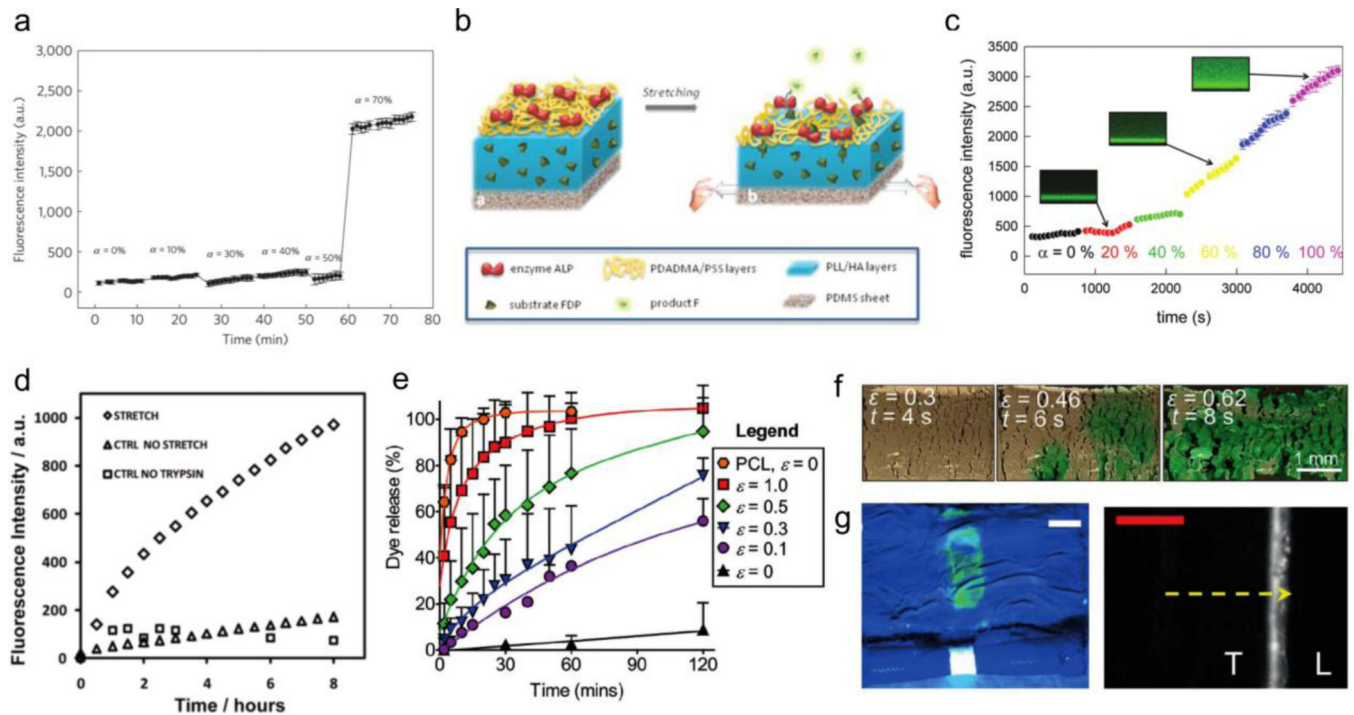 a
Fluorescence intensity (a.u.)
3,000
2,500
2,000
1,500
1,000
500
0
α = 0%
α = 10%
α = 30%
α = 40%
α = 50%
α = 70%
0 10 20 30 40 50 60 70 80
Time (min)
b
Stretching
a
b
enzyme ALP
PDADMA/PSS layers
PLL/HA layers
substrate FDP
product F
PDMS sheet
c
fluorescence intensity (a.u.)
3500
3000
2500
2000
1500
1000
500
0
α = 0 % 20 % 40 % 60 % 80 % 100 %
0 1000 2000 3000 4000
time (s)
d
Fluorescence Intensity / a.u.
1000
800
600
400
200
0
STRETCH
CTRL NO STRETCH
CTRL NO TRYPSIN
0 2 4 6 8
Time / hours
e
Dye release (%)
100
80
60
40
20
0
Legend
PCL, ε = 0
ε = 1.0
ε = 0.5
ε = 0.3
ε = 0.1
ε = 0
0 30 60 90 120
Time (mins)
f
ε = 0.3
t = 4 s
ε = 0.46
t = 6 s
ε = 0.62
t = 8 s
1 mm
g
T
L